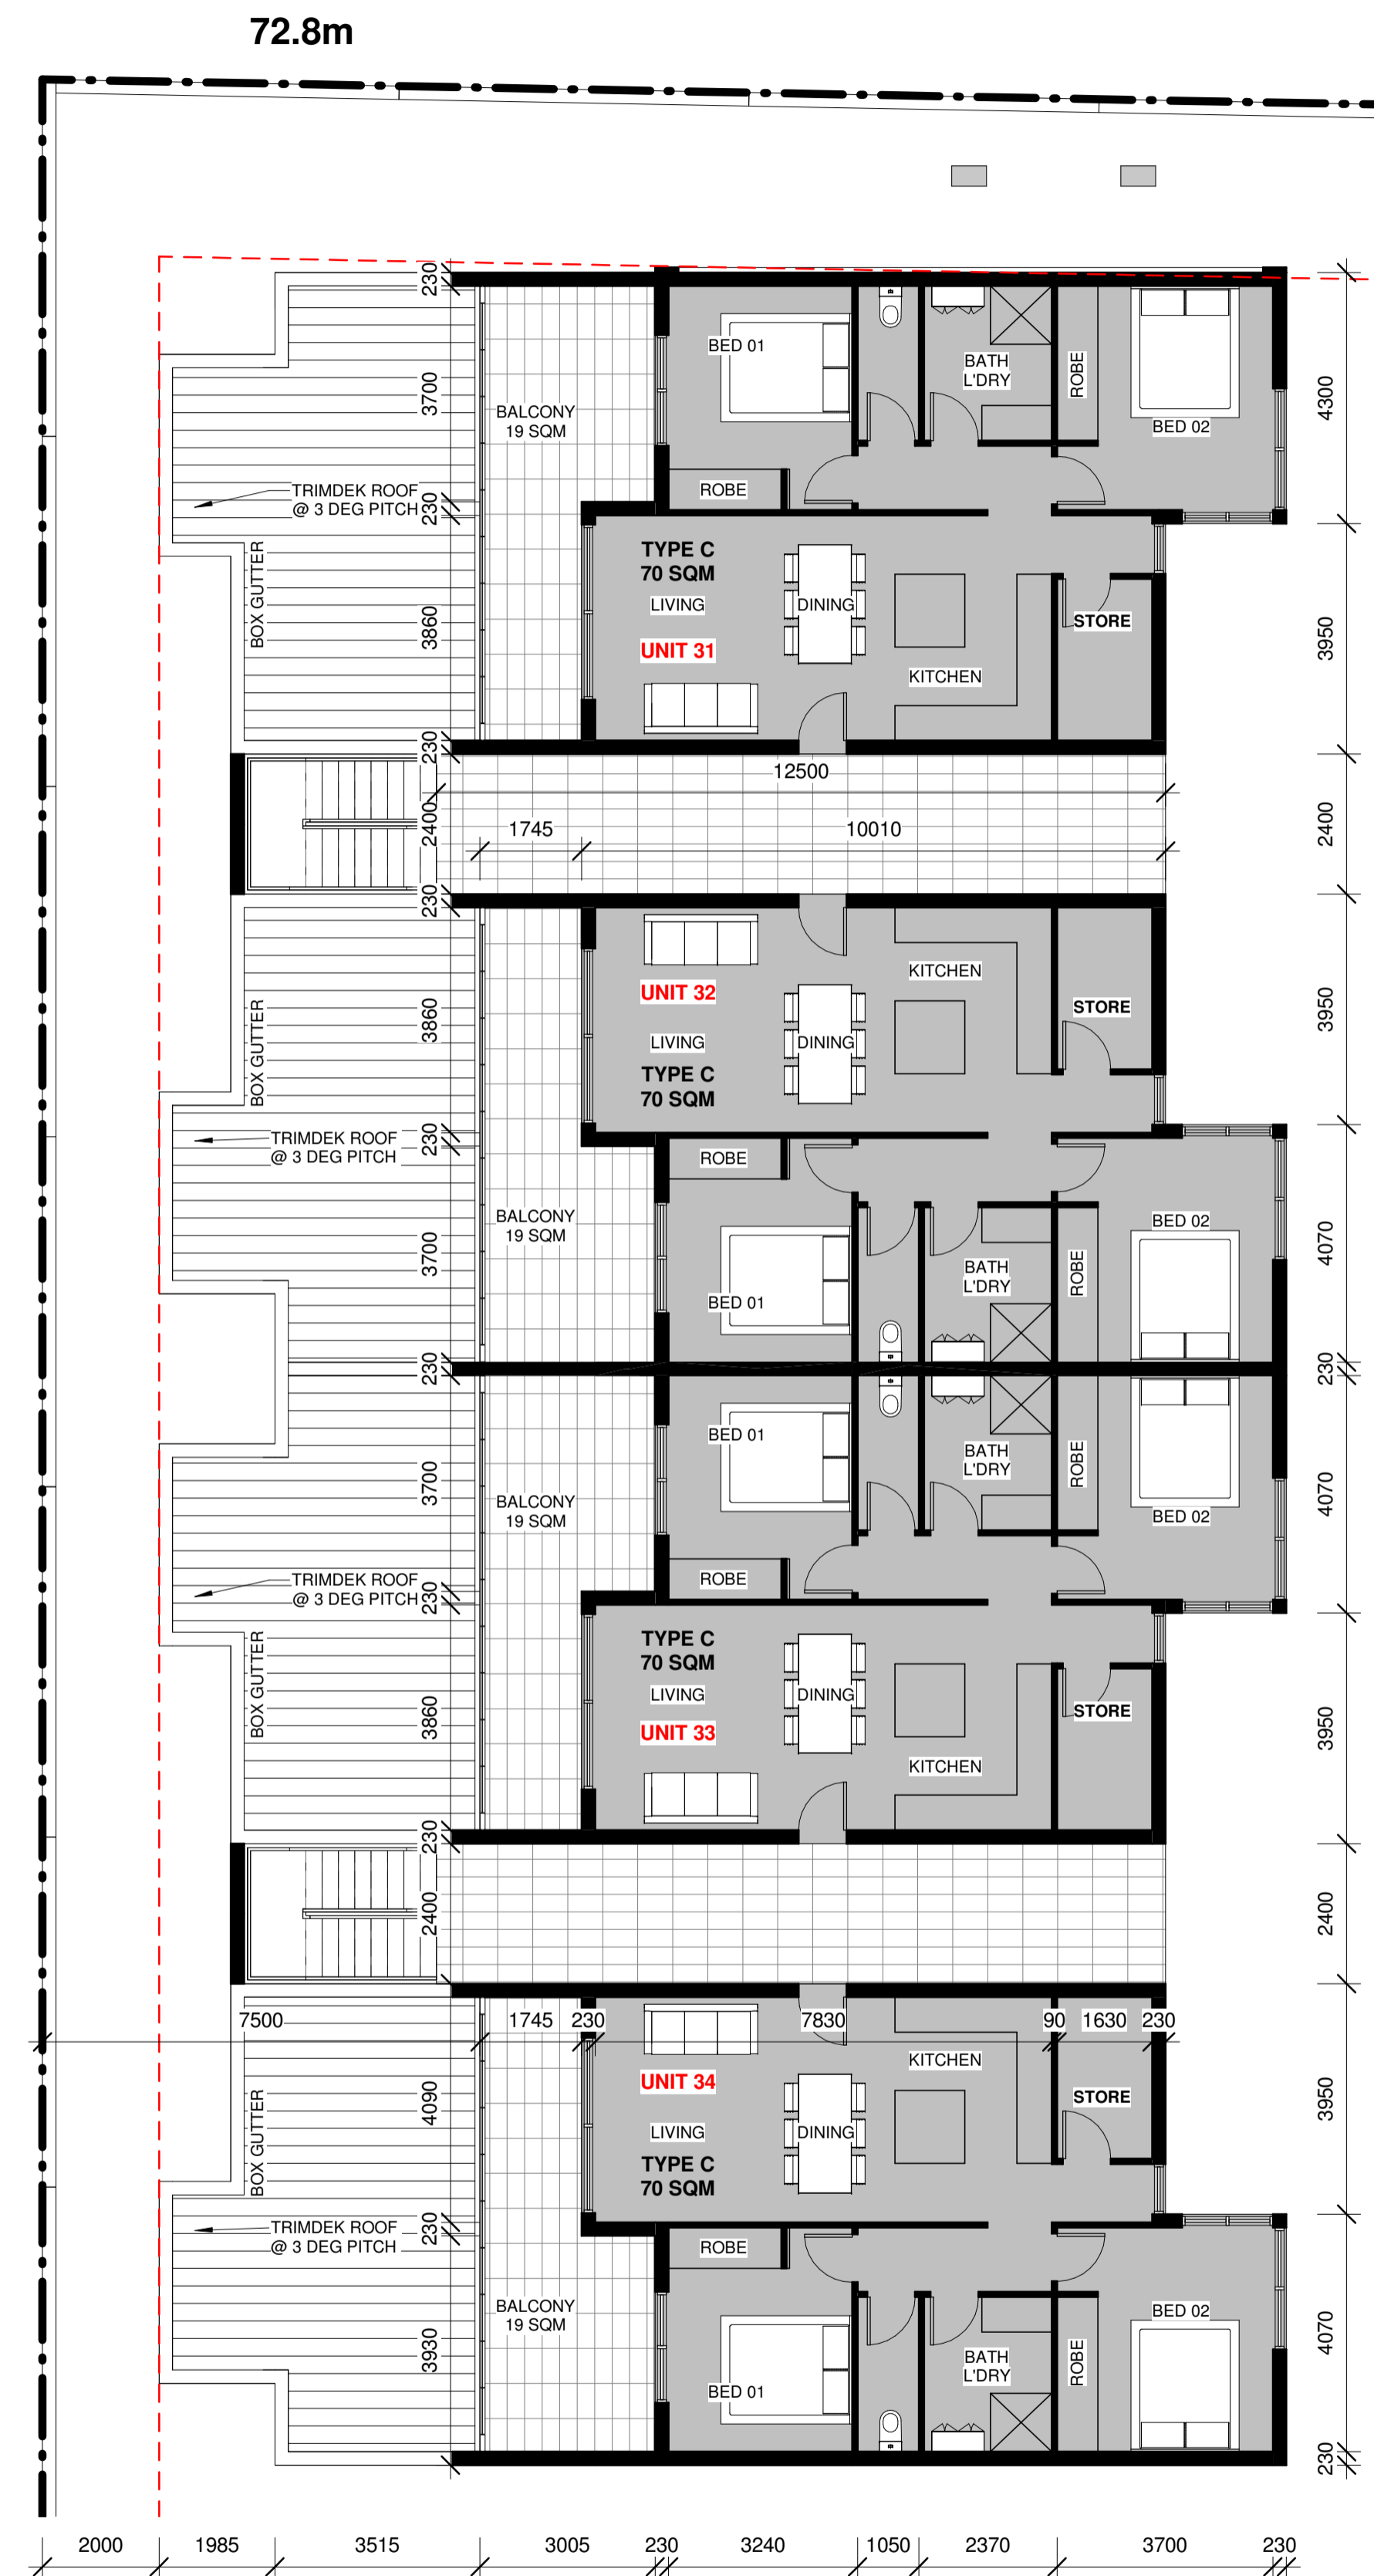 72.8m
230
BED 01
BATH
L'DRY
ROBE
BED 02
3700
4300
BALCONY
19 SQM
ROBE
TRIMDEK ROOF
@ 3 DEG PITCH
230
BOX GUTTER
TYPE C
70 SQM
LIVING
DINING
STORE
3860
3950
UNIT 31
KITCHEN
230
12500
2400
1745
10010
2400
230
KITCHEN
UNIT 32
STORE
BOX GUTTER
3860
3950
LIVING
DINING
TYPE C
70 SQM
TRIMDEK ROOF
@ 3 DEG PITCH
230
ROBE
BALCONY
19 SQM
BED 02
3700
4070
BATH
L'DRY
ROBE
BED 01
230
230
BED 01
BATH
L'DRY
ROBE
3700
4070
BALCONY
19 SQM
BED 02
TRIMDEK ROOF
@ 3 DEG PITCH
230
ROBE
BOX GUTTER
TYPE C
70 SQM
LIVING
DINING
STORE
3860
3950
UNIT 33
KITCHEN
230
2400
2400
7500
1745
230
7830
90
1630
230
KITCHEN
UNIT 34
STORE
BOX GUTTER
4090
3950
LIVING
DINING
TYPE C
70 SQM
TRIMDEK ROOF
@ 3 DEG PITCH
230
ROBE
BALCONY
19 SQM
BED 02
3930
4070
BATH
L'DRY
ROBE
BED 01
230
2000
1985
3515
3005
230
3240
1050
2370
3700
230